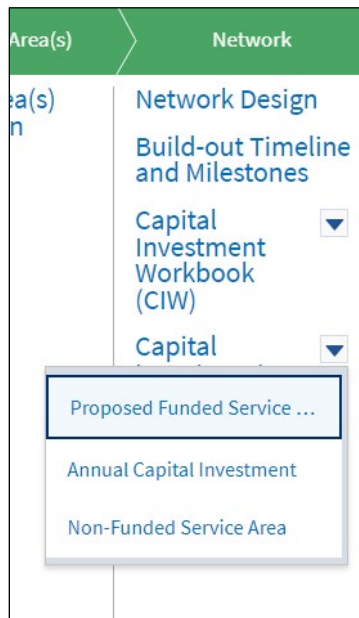 Area(s)
Network
ea(s)
n
Network Design
Build-out Timeline
and Milestones
Capital
Investment
Workbook
(CIW)
Capital
Proposed Funded Service ...
Annual Capital Investment
Non-Funded Service Area